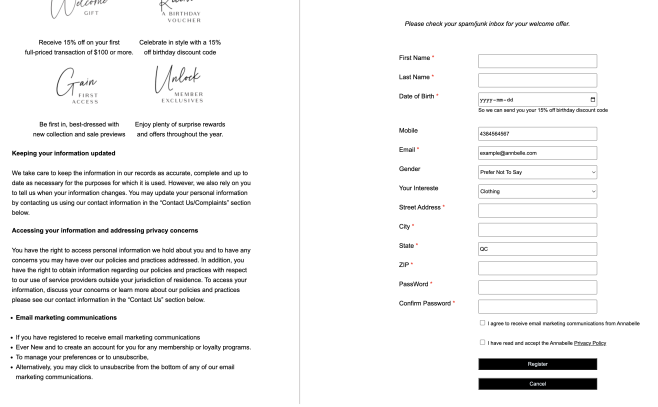 Welcome
GIFT
A BIRTHDAY
VOUCHER
Receive 15% off on your first
full-priced transaction of $100 or more.
Celebrate in style with a 15%
off birthday discount code
Gain
FIRST
ACCESS
Unlock
MEMBER
EXCLUSIVES
Be first in, best-dressed with
new collection and sale previews
Enjoy plenty of surprise rewards
and offers throughout the year.
Keeping your information updated
We take care to keep the information in our records as accurate, complete and up to
date as necessary for the purposes for which it is used. However, we also rely on you
to tell us when your information changes. You may update your personal information
by contacting us using our contact information in the "Contact Us/Complaints" section
below.
Accessing your information and addressing privacy concerns
You have the right to access personal information we hold about you and to have any
concerns you may have over our policies and practices addressed. In addition, you
have the right to obtain information regarding our policies and practices with respect
to our use of service providers outside your jurisdiction of residence. To access your
information, discuss your concerns or learn more about our policies and practices
please see our contact information in the "Contact Us" section below.
• Email marketing communications
• If you have registered to receive email marketing communications
• Ever New and to create an account for you for any membership or loyalty programs.
• To manage your preferences or to unsubscribe,
• Alternatively, you may click to unsubscribe from the bottom of any of our email
marketing communications.
Please check your spam/junk inbox for your welcome offer.
First Name *
Last Name *
Date of Birth * yyyy-mm-dd
So we can send you your 15% off birthday discount code
Mobile 4384564567
Email * example@annbelle.com
Gender Prefer Not To Say
Your Intereste Clothing
Street Address *
City *
State * QC
ZIP *
PassWord *
Confirm Password *
I agree to receive email marketing communications from Annabelle
I have read and accept the Annabelle Privacy Policy
Register
Cancel